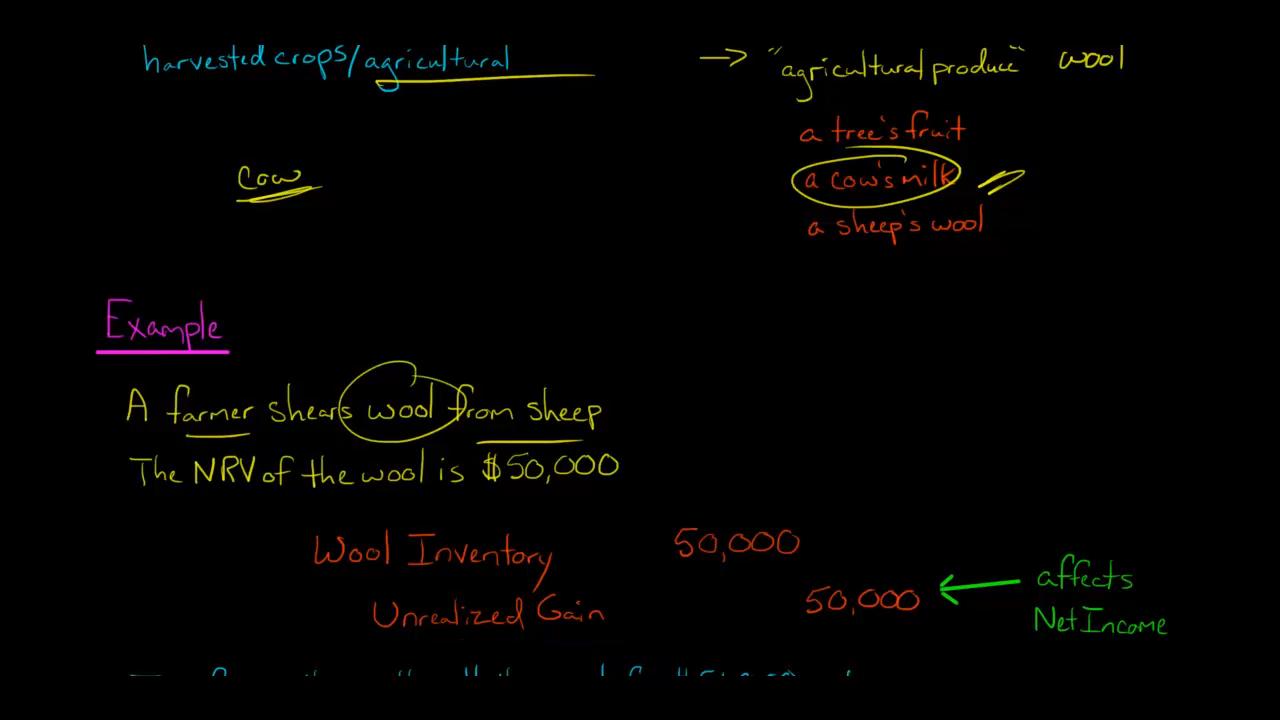 harvested crops/agricultural → "agricultural produce" wool
a tree's fruit
cow a cow's milk
a sheep's wool
Example
A farmer shears wool from sheep
The NRV of the wool is $50,000
Wool Inventory 50,000
Unrealized Gain 50,000
affects
Net Income